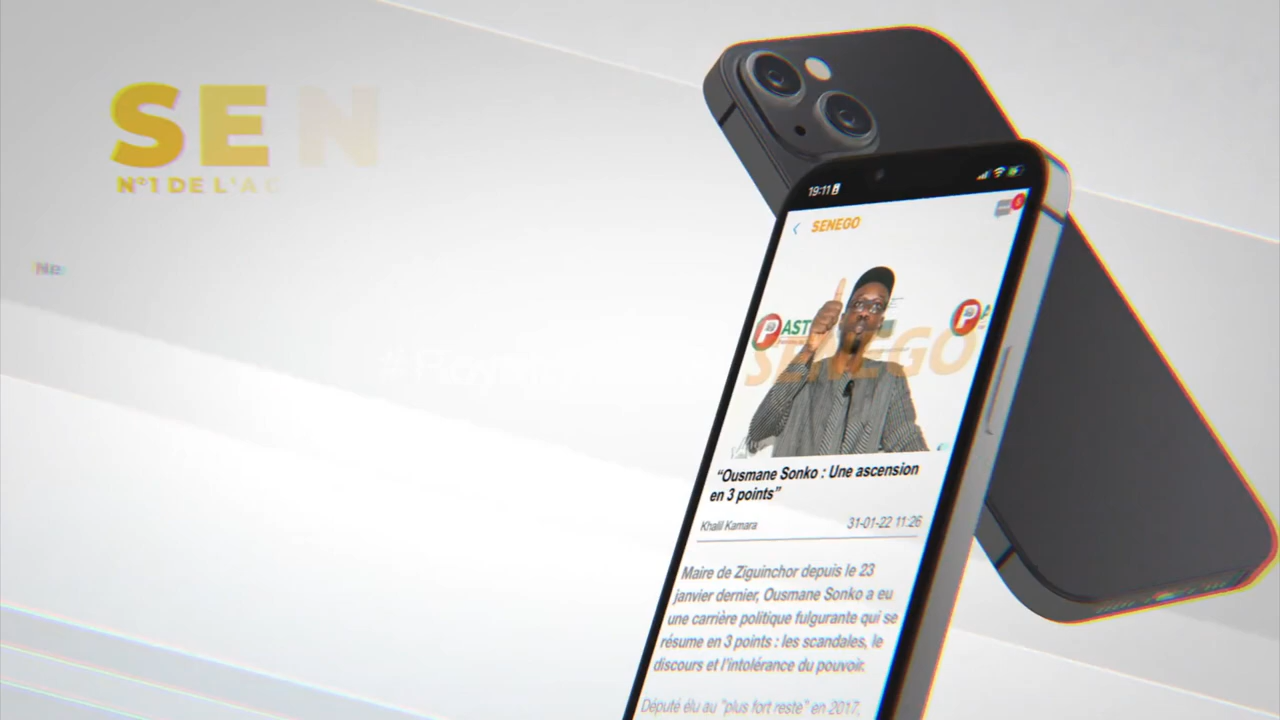 SEN
N°1 DE L'AC
19:11
SENEGO
SENEGO
"Ousmane Sonko : Une ascension
en 3 points"
Khalil Kamara 31-01-22 11:26
Maire de Ziguinchor depuis le 23
janvier dernier, Ousmane Sonko a eu
une carrière politique fulgurante qui se
résume en 3 points : les scandales, le
discours et l'intolérance du pouvoir.
Député élu au "plus fort reste" en 2017,